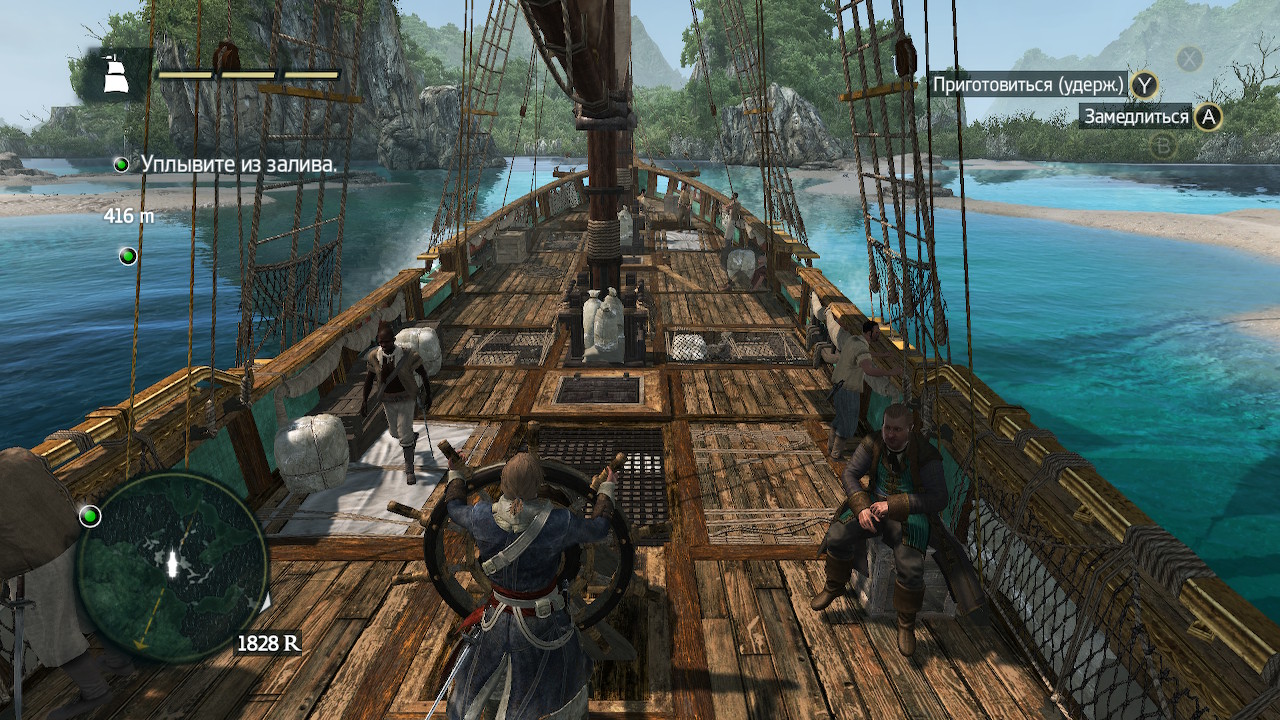 Приготовиться (удерж.) Y
Замедлиться A
X
B
Уплывите из залива.
416 m
1828 R